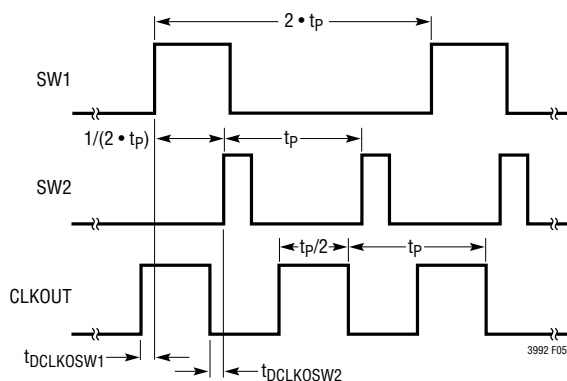 2 • tP
SW1
1/(2 • tP)
tP
SW2
tP/2
tP
CLKOUT
3992 F05
tDCLKOSW1
tDCLKOSW2